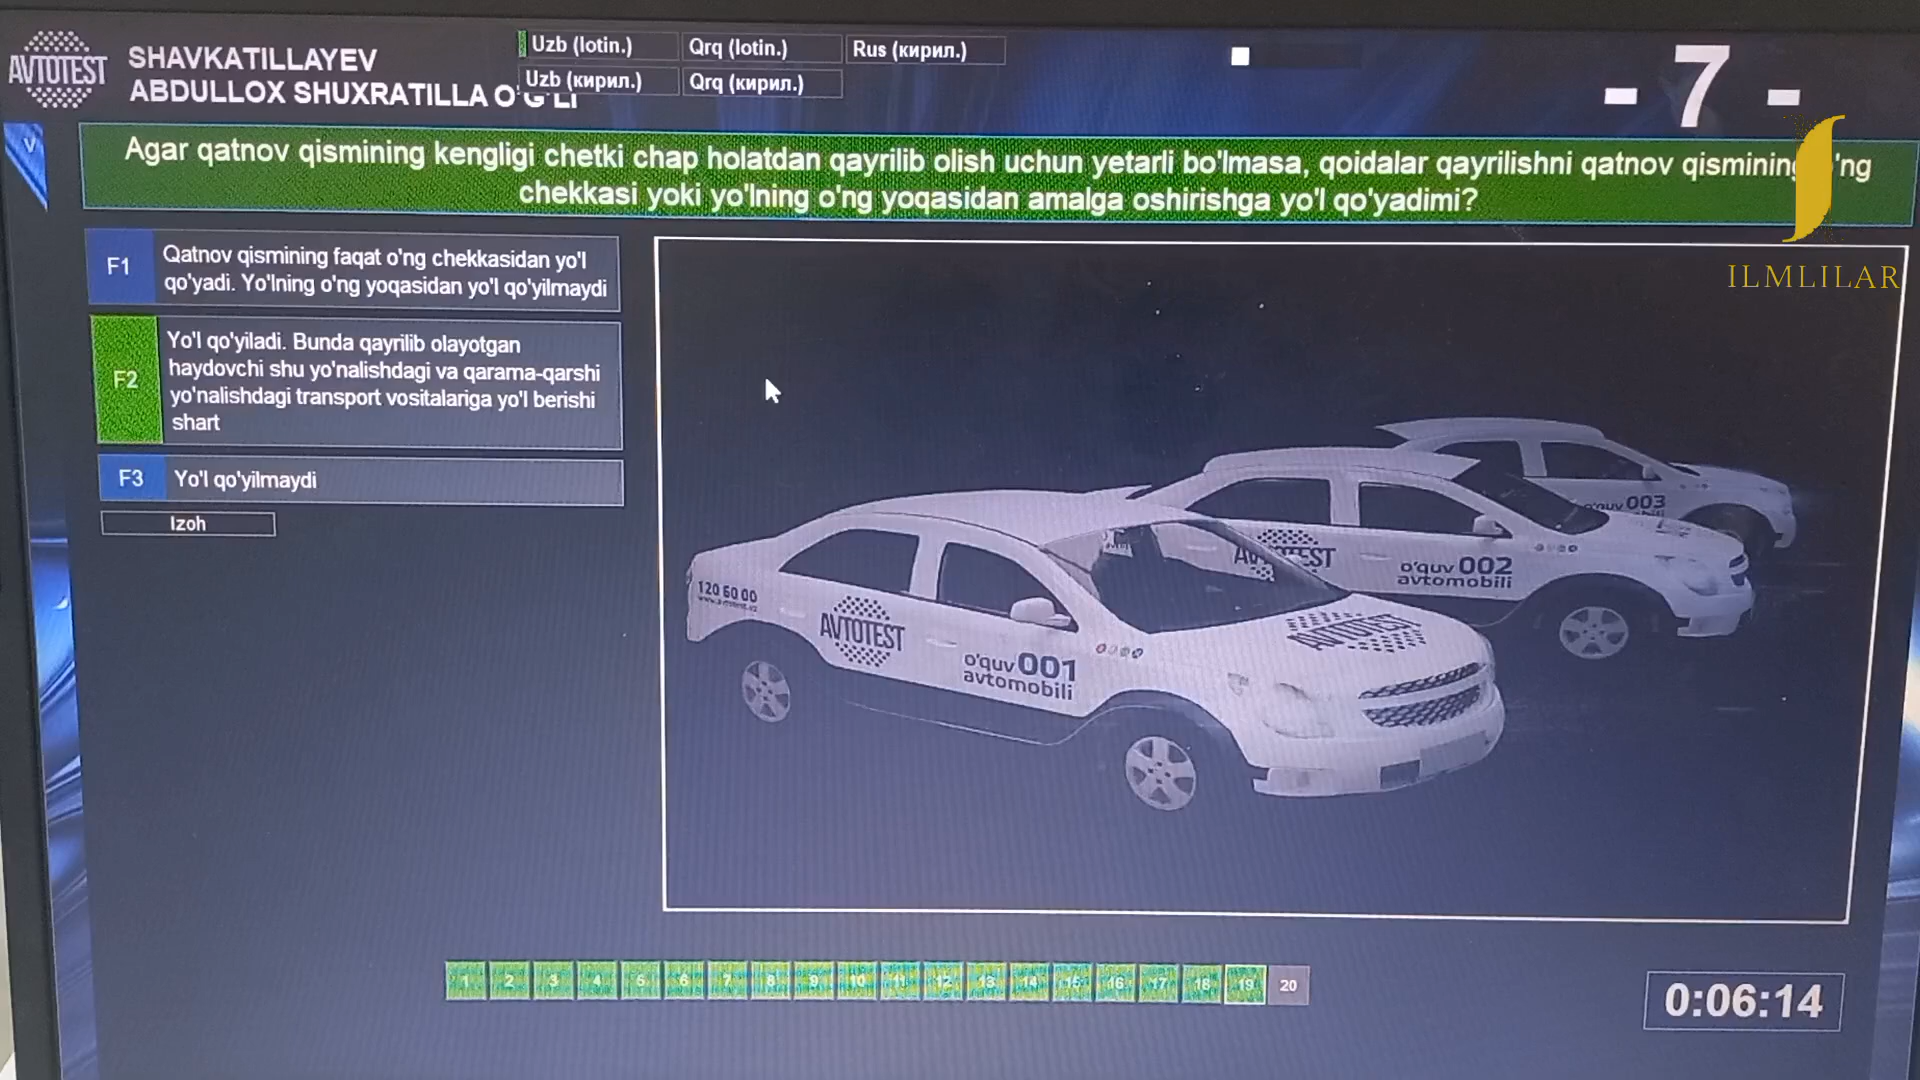 AVTOTEST
SHAVKATILLAYEV
ABDULLOX SHUXRATILLA O'G'LI
Uzb (lotin.)
Qrq (lotin.)
Rus (кирил.)
Uzb (кирил.)
Qrq (кирил.)
- 7 -
V
Agar qatnov qismining kengligi chetki chap holatdan qayrilib olish uchun yetarli bo'lmasa, qoidalar qayrilishni qatnov qismining o'ng
chekkasi yoki yo'lning o'ng yoqasidan amalga oshirishga yo'l qo'yadimi?
ILMLILAR
F1
Qatnov qismining faqat o'ng chekkasidan yo'l
qo'yadi. Yo'lning o'ng yoqasidan yo'l qo'yilmaydi
F2
Yo'l qo'yiladi. Bunda qayrilib olayotgan
haydovchi shu yo'nalishdagi va qarama-qarshi
yo'nalishdagi transport vositalariga yo'l berishi
shart
F3
Yo'l qo'yilmaydi
Izoh
o'quv 003
AVTOTEST
o'quv 002
avtomobili
120 60 00
AVTOTEST
o'quv 001
avtomobili
AVTOTEST
1 2 3 4 5 6 7 8 9 10 11 12 13 14 15 16 17 18 19 20
0:06:14